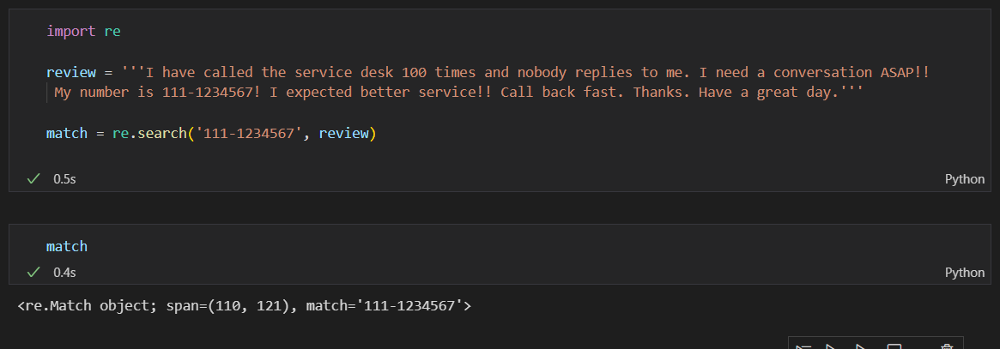 import re
review = '''I have called the service desk 100 times and nobody replies to me. I need a conversation ASAP!!
My number is 111-1234567! I expected better service!! Call back fast. Thanks. Have a great day.'''
match = re.search('111-1234567', review)
0.5s
Python
match
0.4s
Python
<re.Match object; span=(110, 121), match='111-1234567'>